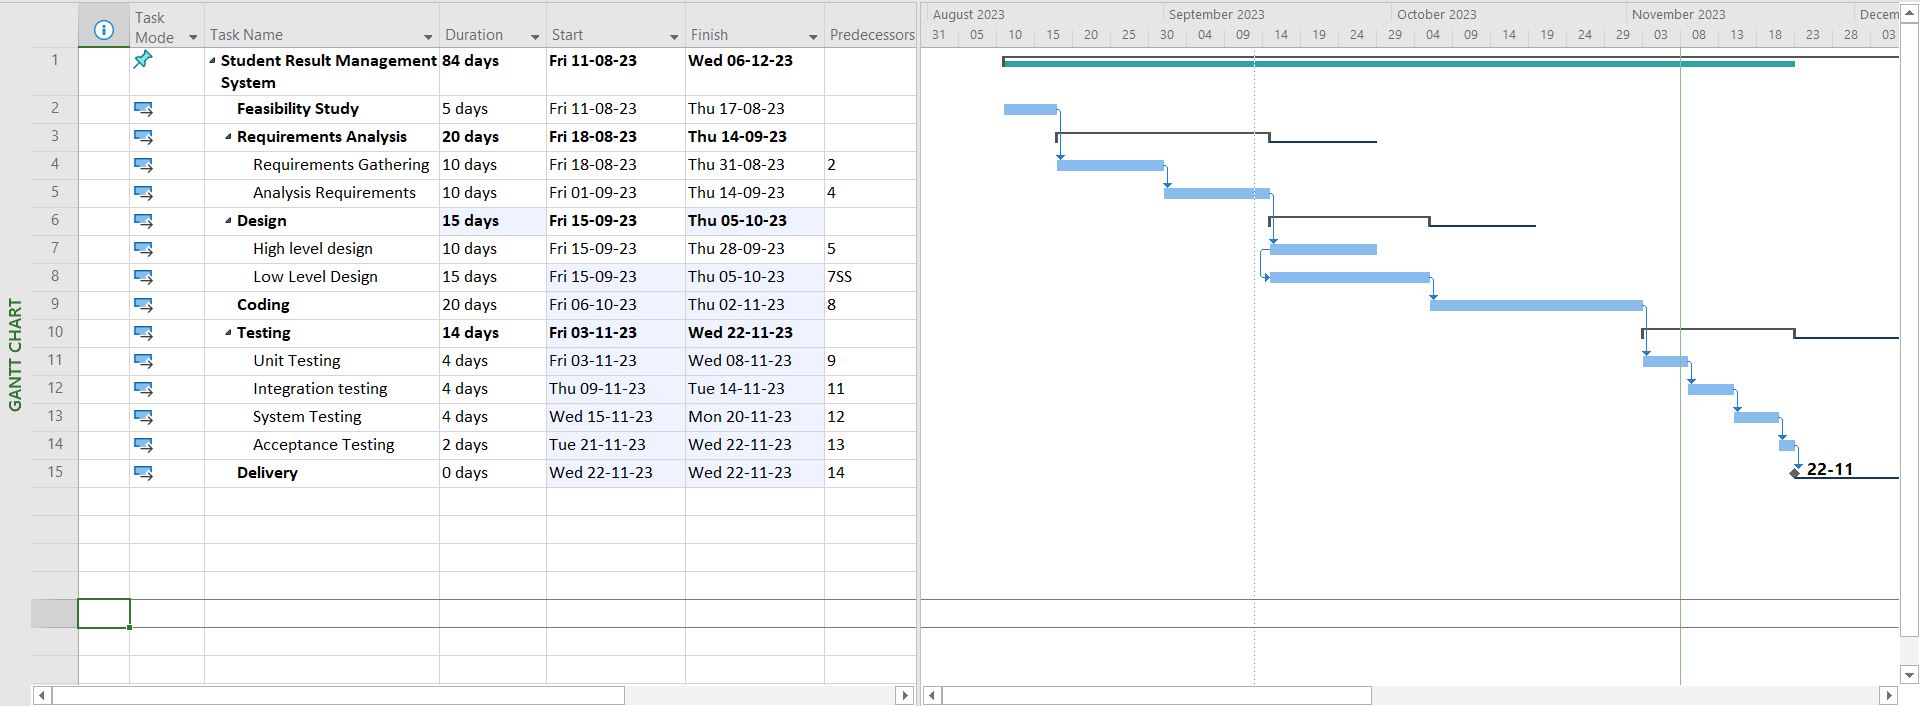 August 2023 September 2023 October 2023 November 2023 Decem
Task Mode Task Name Duration Start Finish Predecessors
31 05 10 15 20 25 30 04 09 14 19 24 29 04 09 14 19 24 29 03 08 13 18 23 28 03
1 Student Result Management System 84 days Fri 11-08-23 Wed 06-12-23
2 Feasibility Study 5 days Fri 11-08-23 Thu 17-08-23
3 Requirements Analysis 20 days Fri 18-08-23 Thu 14-09-23
4 Requirements Gathering 10 days Fri 18-08-23 Thu 31-08-23 2
5 Analysis Requirements 10 days Fri 01-09-23 Thu 14-09-23 4
6 Design 15 days Fri 15-09-23 Thu 05-10-23
7 High level design 10 days Fri 15-09-23 Thu 28-09-23 5
8 Low Level Design 15 days Fri 15-09-23 Thu 05-10-23 7SS
9 Coding 20 days Fri 06-10-23 Thu 02-11-23 8
10 Testing 14 days Fri 03-11-23 Wed 22-11-23
11 Unit Testing 4 days Fri 03-11-23 Wed 08-11-23 9
12 Integration testing 4 days Thu 09-11-23 Tue 14-11-23 11
13 System Testing 4 days Wed 15-11-23 Mon 20-11-23 12
14 Acceptance Testing 2 days Tue 21-11-23 Wed 22-11-23 13
15 Delivery 0 days Wed 22-11-23 Wed 22-11-23 14
22-11
GANTT CHART